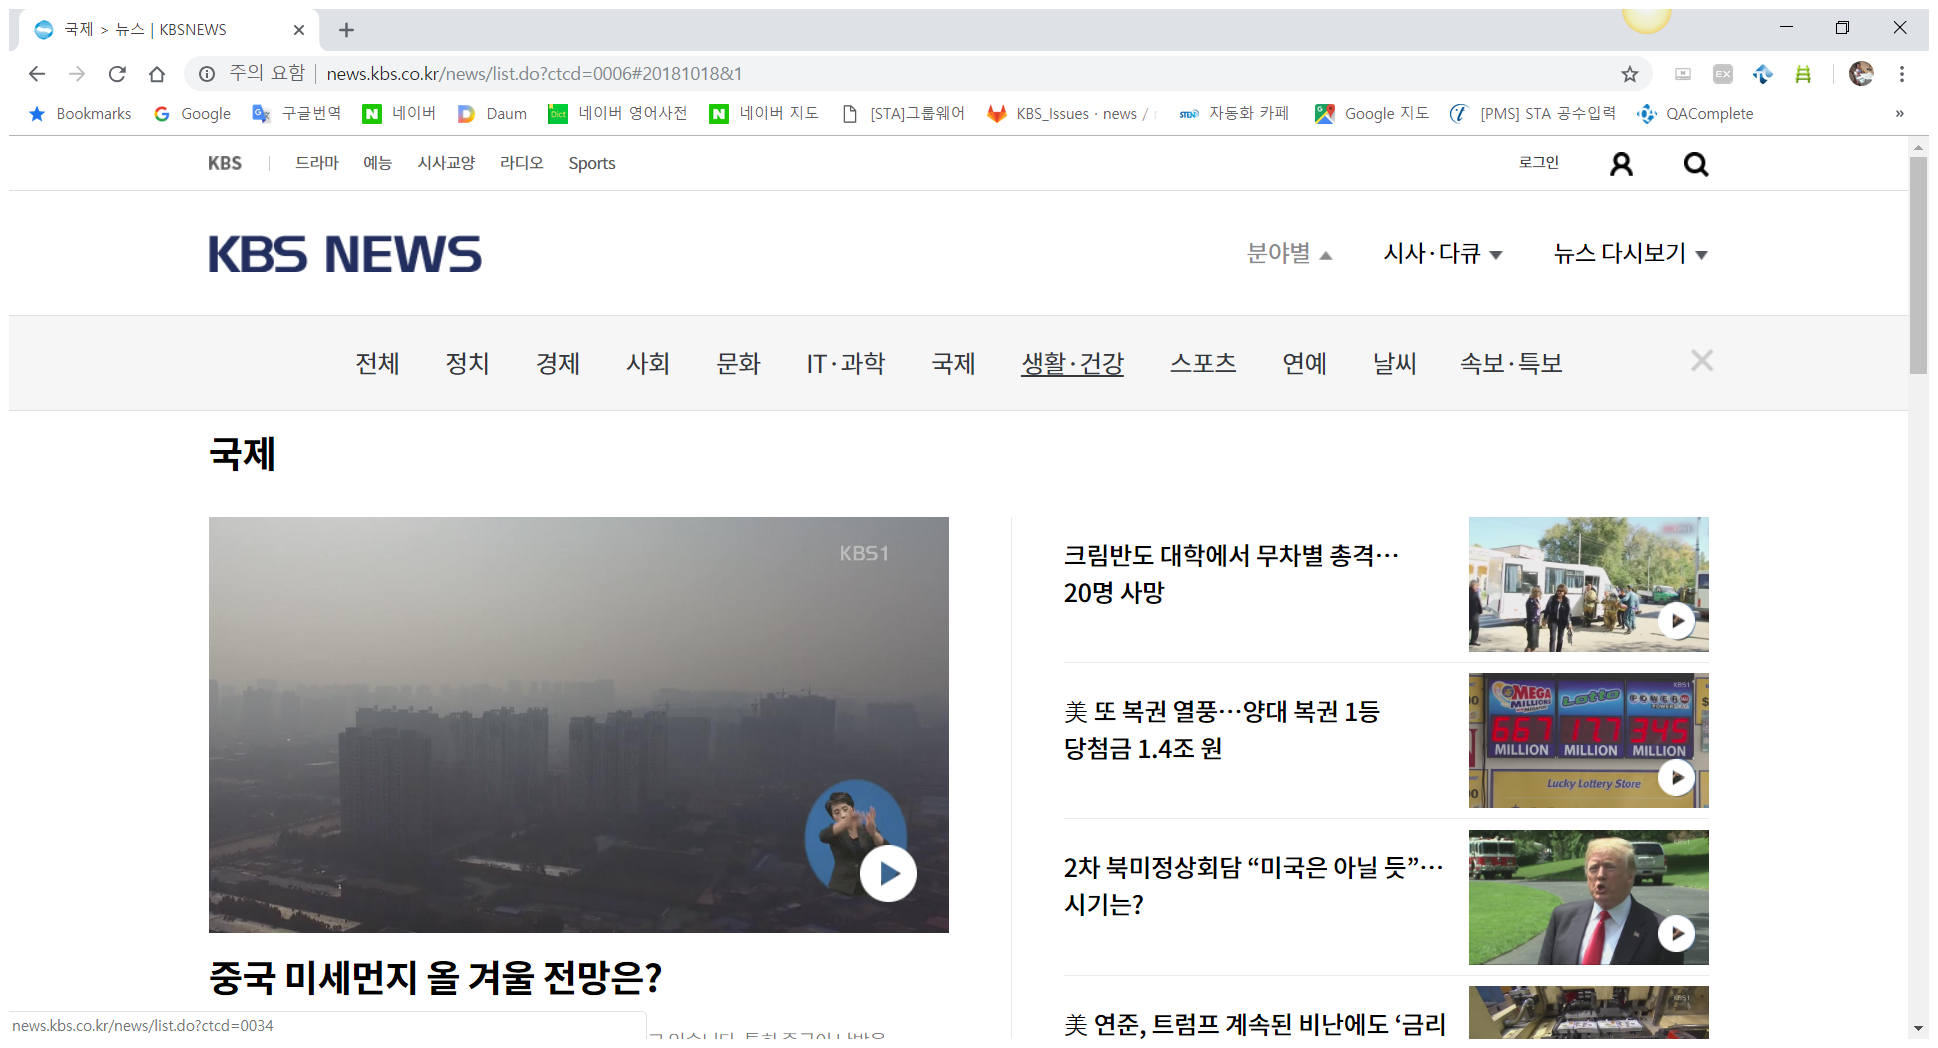 국제 > 뉴스 | KBSNEWS
주의 요함 | news.kbs.co.kr/news/list.do?ctcd=0006#20181018&1
EX
Bookmarks Google 구글번역 네이버 Daum 네이버 영어사전 네이버 지도 [STA]그룹웨어 KBS_Issues · news / 자동화 카페 Google 지도 [PMS] STA 공수입력 QAComplete »
KBS 드라마 예능 시사교양 라디오 Sports 로그인
KBS NEWS
분야별 시사·다큐 뉴스 다시보기
전체 정치 경제 사회 문화 IT·과학 국제 생활·건강 스포츠 연예 날씨 속보·특보
국제
KBS1
중국 미세먼지 올 겨울 전망은?
크림반도 대학에서 무차별 총격…
20명 사망
美 또 복권 열풍…양대 복권 1등
당첨금 1.4조 원
KBS1
MEGA MILLIONS Lotto POWERBALL
667 177 345
MILLION MILLION MILLION
Lucky Lottery Store
2차 북미정상회담 “미국은 아닐 듯”…
시기는?
KBS1
美 연준, 트럼프 계속된 비난에도 ‘금리
KBS1
news.kbs.co.kr/news/list.do?ctcd=0034